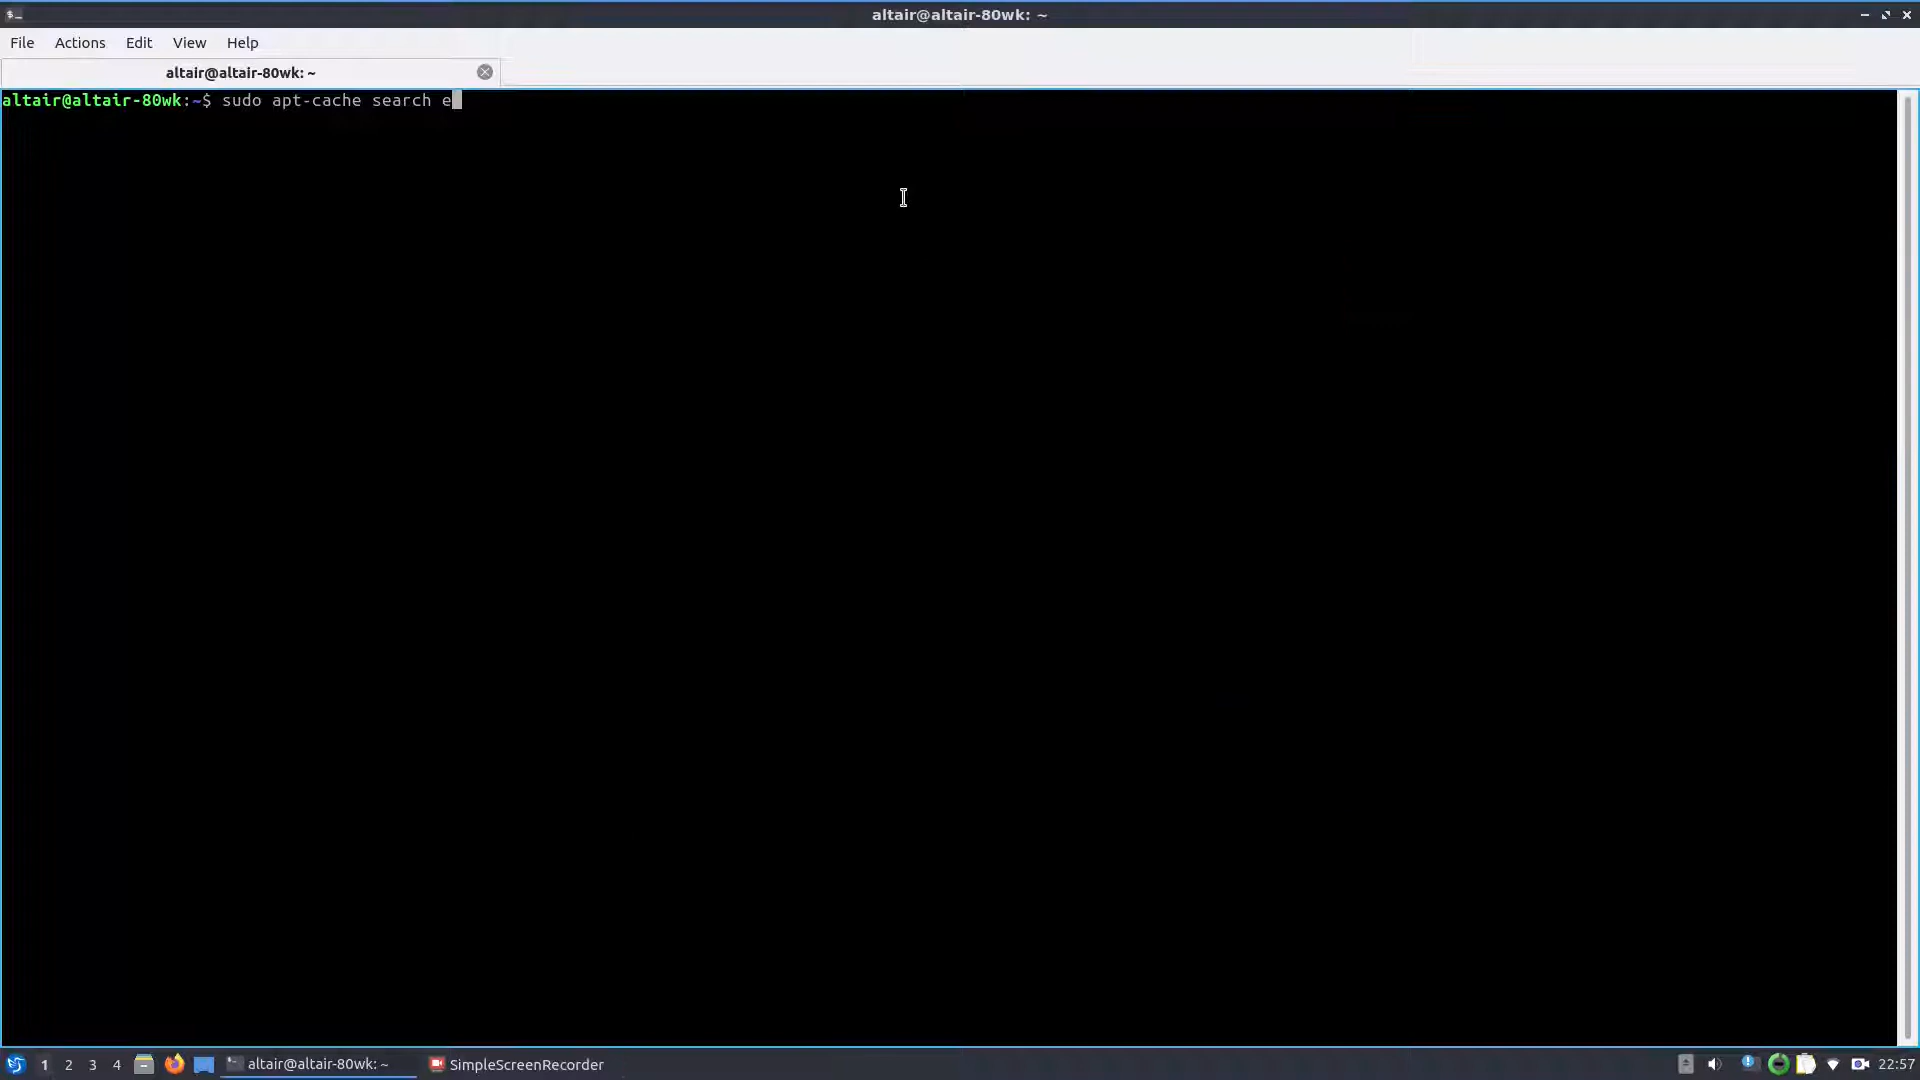 altair@altair-80wk: ~
File Actions Edit View Help
altair@altair-80wk: ~
altair@altair-80wk:~$ sudo apt-cache search e
1 2 3 4 altair@altair-80wk: ~ SimpleScreenRecorder 22:57